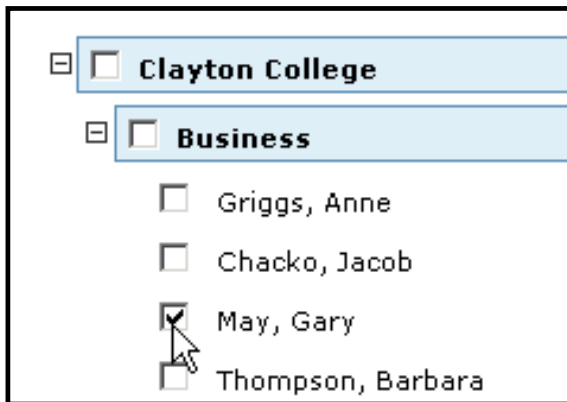 Clayton College
Business
Griggs, Anne
Chacko, Jacob
May, Gary
Thompson, Barbara